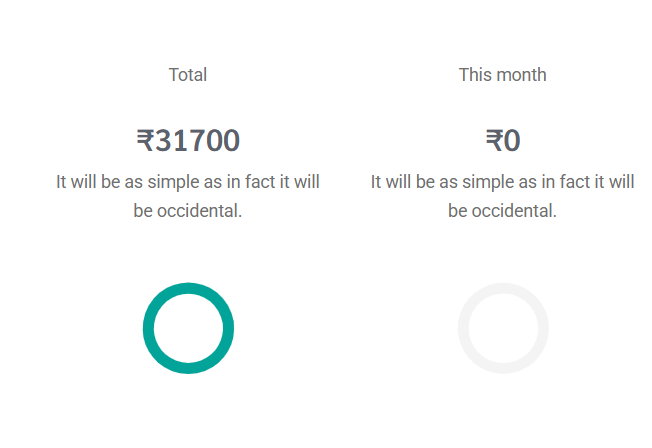 Total
₹31700
It will be as simple as in fact it will
be occidental.
This month
₹0
It will be as simple as in fact it will
be occidental.